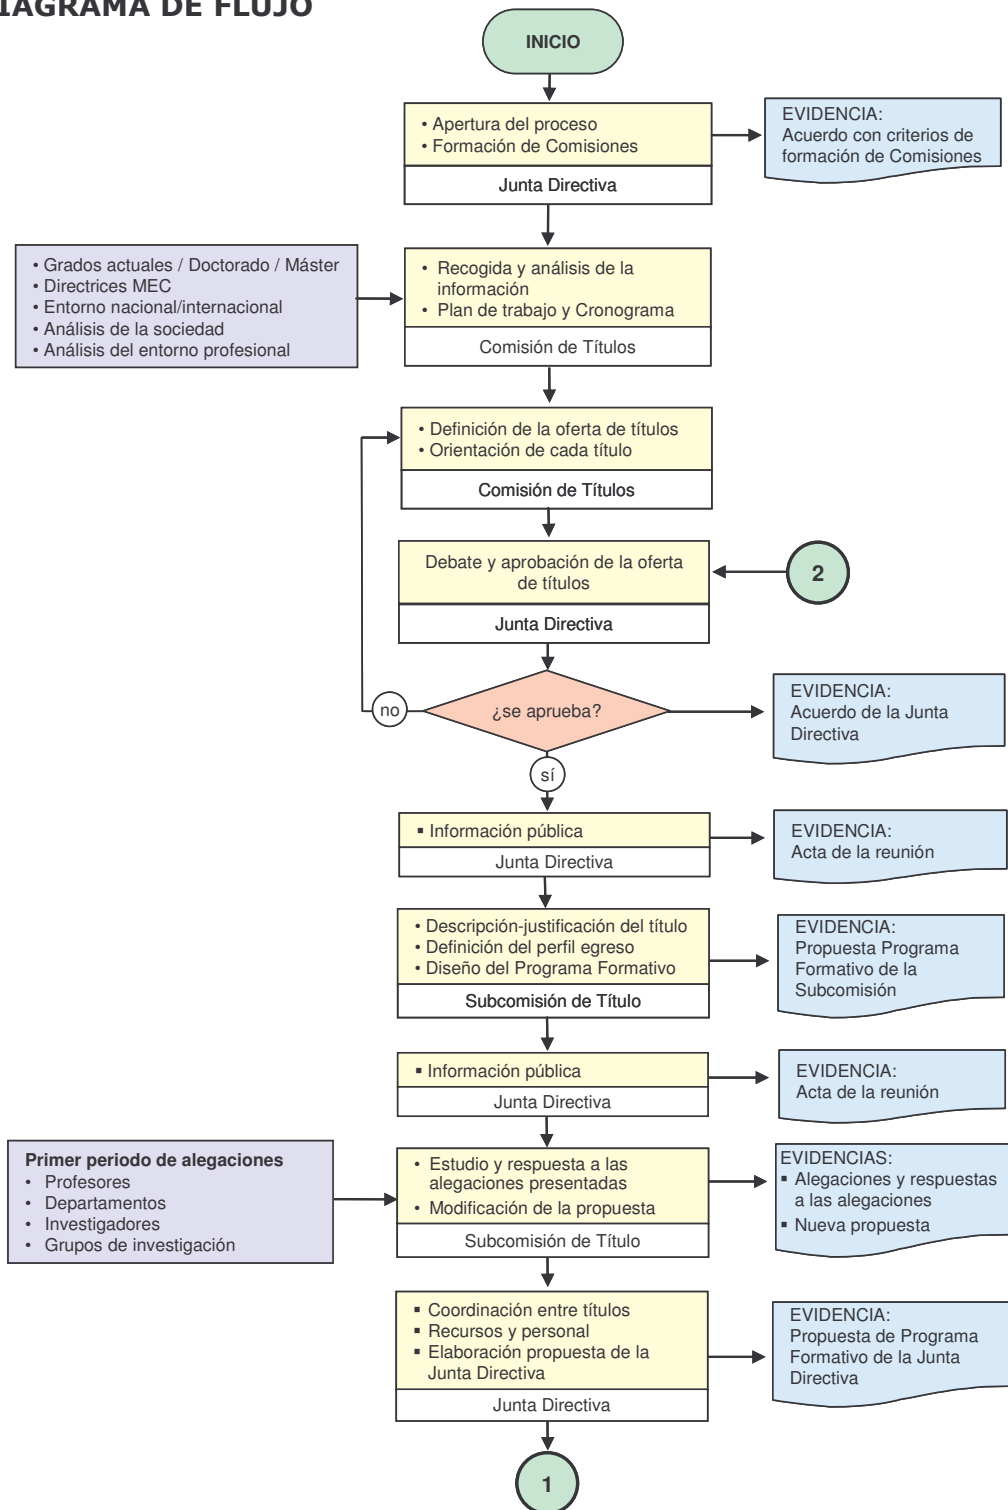 DIAGRAMA DE FLUJO
INICIO
• Apertura del proceso
• Formación de Comisiones
Junta Directiva
EVIDENCIA:
Acuerdo con criterios de
formación de Comisiones
• Grados actuales / Doctorado / Máster
• Directrices MEC
• Entorno nacional/internacional
• Análisis de la sociedad
• Análisis del entorno profesional
• Recogida y análisis de la
información
• Plan de trabajo y Cronograma
Comisión de Títulos
• Definición de la oferta de títulos
• Orientación de cada título
Comisión de Títulos
Debate y aprobación de la oferta
de títulos
Junta Directiva
2
¿se aprueba?
no
sí
EVIDENCIA:
Acuerdo de la Junta
Directiva
▪ Información pública
Junta Directiva
EVIDENCIA:
Acta de la reunión
• Descripción-justificación del título
• Definición del perfil egreso
• Diseño del Programa Formativo
Subcomisión de Título
EVIDENCIA:
Propuesta Programa
Formativo de la
Subcomisión
▪ Información pública
Junta Directiva
EVIDENCIA:
Acta de la reunión
Primer periodo de alegaciones
• Profesores
• Departamentos
• Investigadores
• Grupos de investigación
• Estudio y respuesta a las
alegaciones presentadas
• Modificación de la propuesta
Subcomisión de Título
EVIDENCIAS:
▪ Alegaciones y respuestas
a las alegaciones
▪ Nueva propuesta
▪ Coordinación entre títulos
▪ Recursos y personal
▪ Elaboración propuesta de la
Junta Directiva
Junta Directiva
EVIDENCIA:
Propuesta de Programa
Formativo de la Junta
Directiva
1